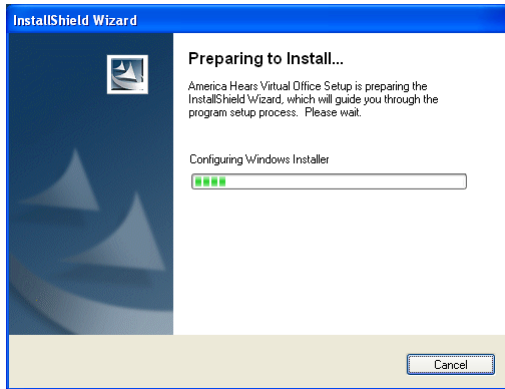 InstallShield Wizard
Preparing to Install...
America Hears Virtual Office Setup is preparing the
InstallShield Wizard, which will guide you through the
program setup process.  Please wait.
Configuring Windows Installer
Cancel